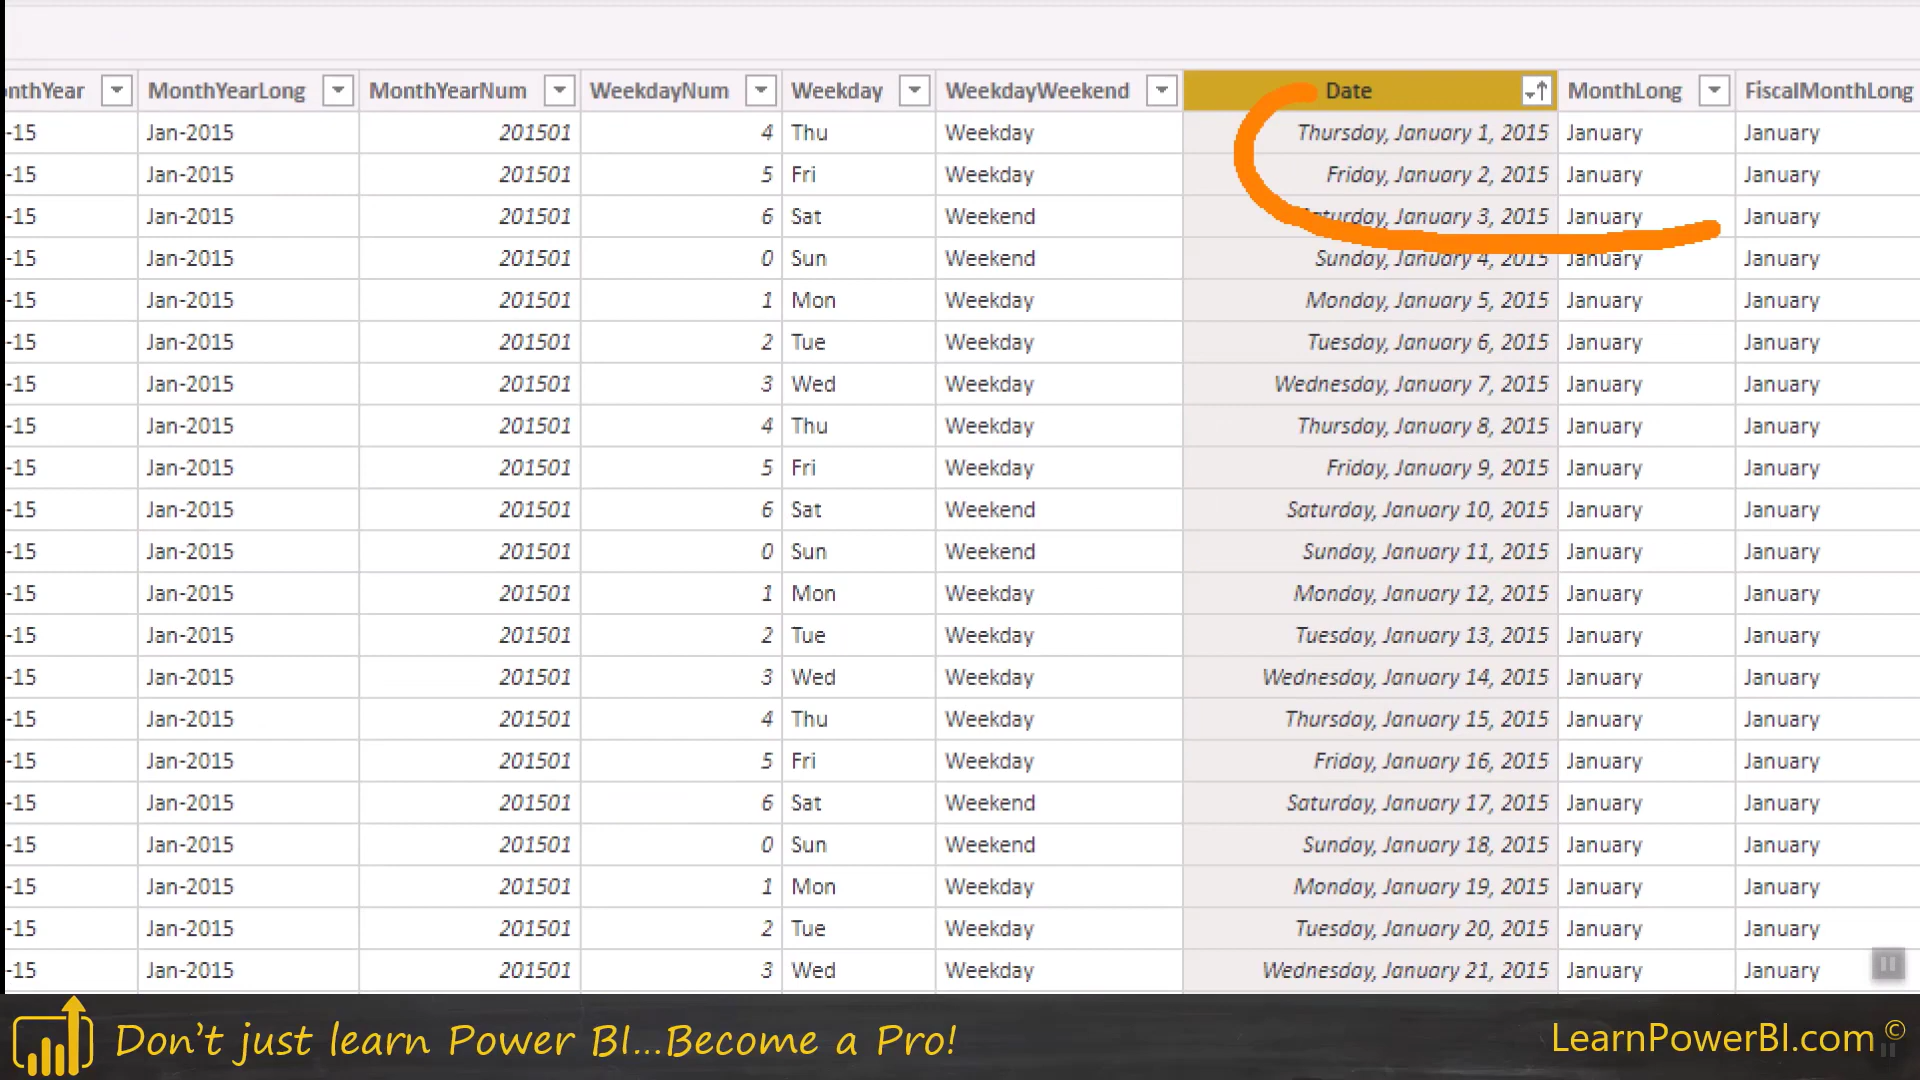 nthYear MonthYearLong MonthYearNum WeekdayNum Weekday WeekdayWeekend Date MonthLong FiscalMonthLong
-15 Jan-2015 201501 4 Thu Weekday Thursday, January 1, 2015 January January
-15 Jan-2015 201501 5 Fri Weekday Friday, January 2, 2015 January January
-15 Jan-2015 201501 6 Sat Weekend Saturday, January 3, 2015 January January
-15 Jan-2015 201501 0 Sun Weekend Sunday, January 4, 2015 January January
-15 Jan-2015 201501 1 Mon Weekday Monday, January 5, 2015 January January
-15 Jan-2015 201501 2 Tue Weekday Tuesday, January 6, 2015 January January
-15 Jan-2015 201501 3 Wed Weekday Wednesday, January 7, 2015 January January
-15 Jan-2015 201501 4 Thu Weekday Thursday, January 8, 2015 January January
-15 Jan-2015 201501 5 Fri Weekday Friday, January 9, 2015 January January
-15 Jan-2015 201501 6 Sat Weekend Saturday, January 10, 2015 January January
-15 Jan-2015 201501 0 Sun Weekend Sunday, January 11, 2015 January January
-15 Jan-2015 201501 1 Mon Weekday Monday, January 12, 2015 January January
-15 Jan-2015 201501 2 Tue Weekday Tuesday, January 13, 2015 January January
-15 Jan-2015 201501 3 Wed Weekday Wednesday, January 14, 2015 January January
-15 Jan-2015 201501 4 Thu Weekday Thursday, January 15, 2015 January January
-15 Jan-2015 201501 5 Fri Weekday Friday, January 16, 2015 January January
-15 Jan-2015 201501 6 Sat Weekend Saturday, January 17, 2015 January January
-15 Jan-2015 201501 0 Sun Weekend Sunday, January 18, 2015 January January
-15 Jan-2015 201501 1 Mon Weekday Monday, January 19, 2015 January January
-15 Jan-2015 201501 2 Tue Weekday Tuesday, January 20, 2015 January January
-15 Jan-2015 201501 3 Wed Weekday Wednesday, January 21, 2015 January January
Don't just learn Power BI...Become a Pro!
LearnPowerBI.com ©